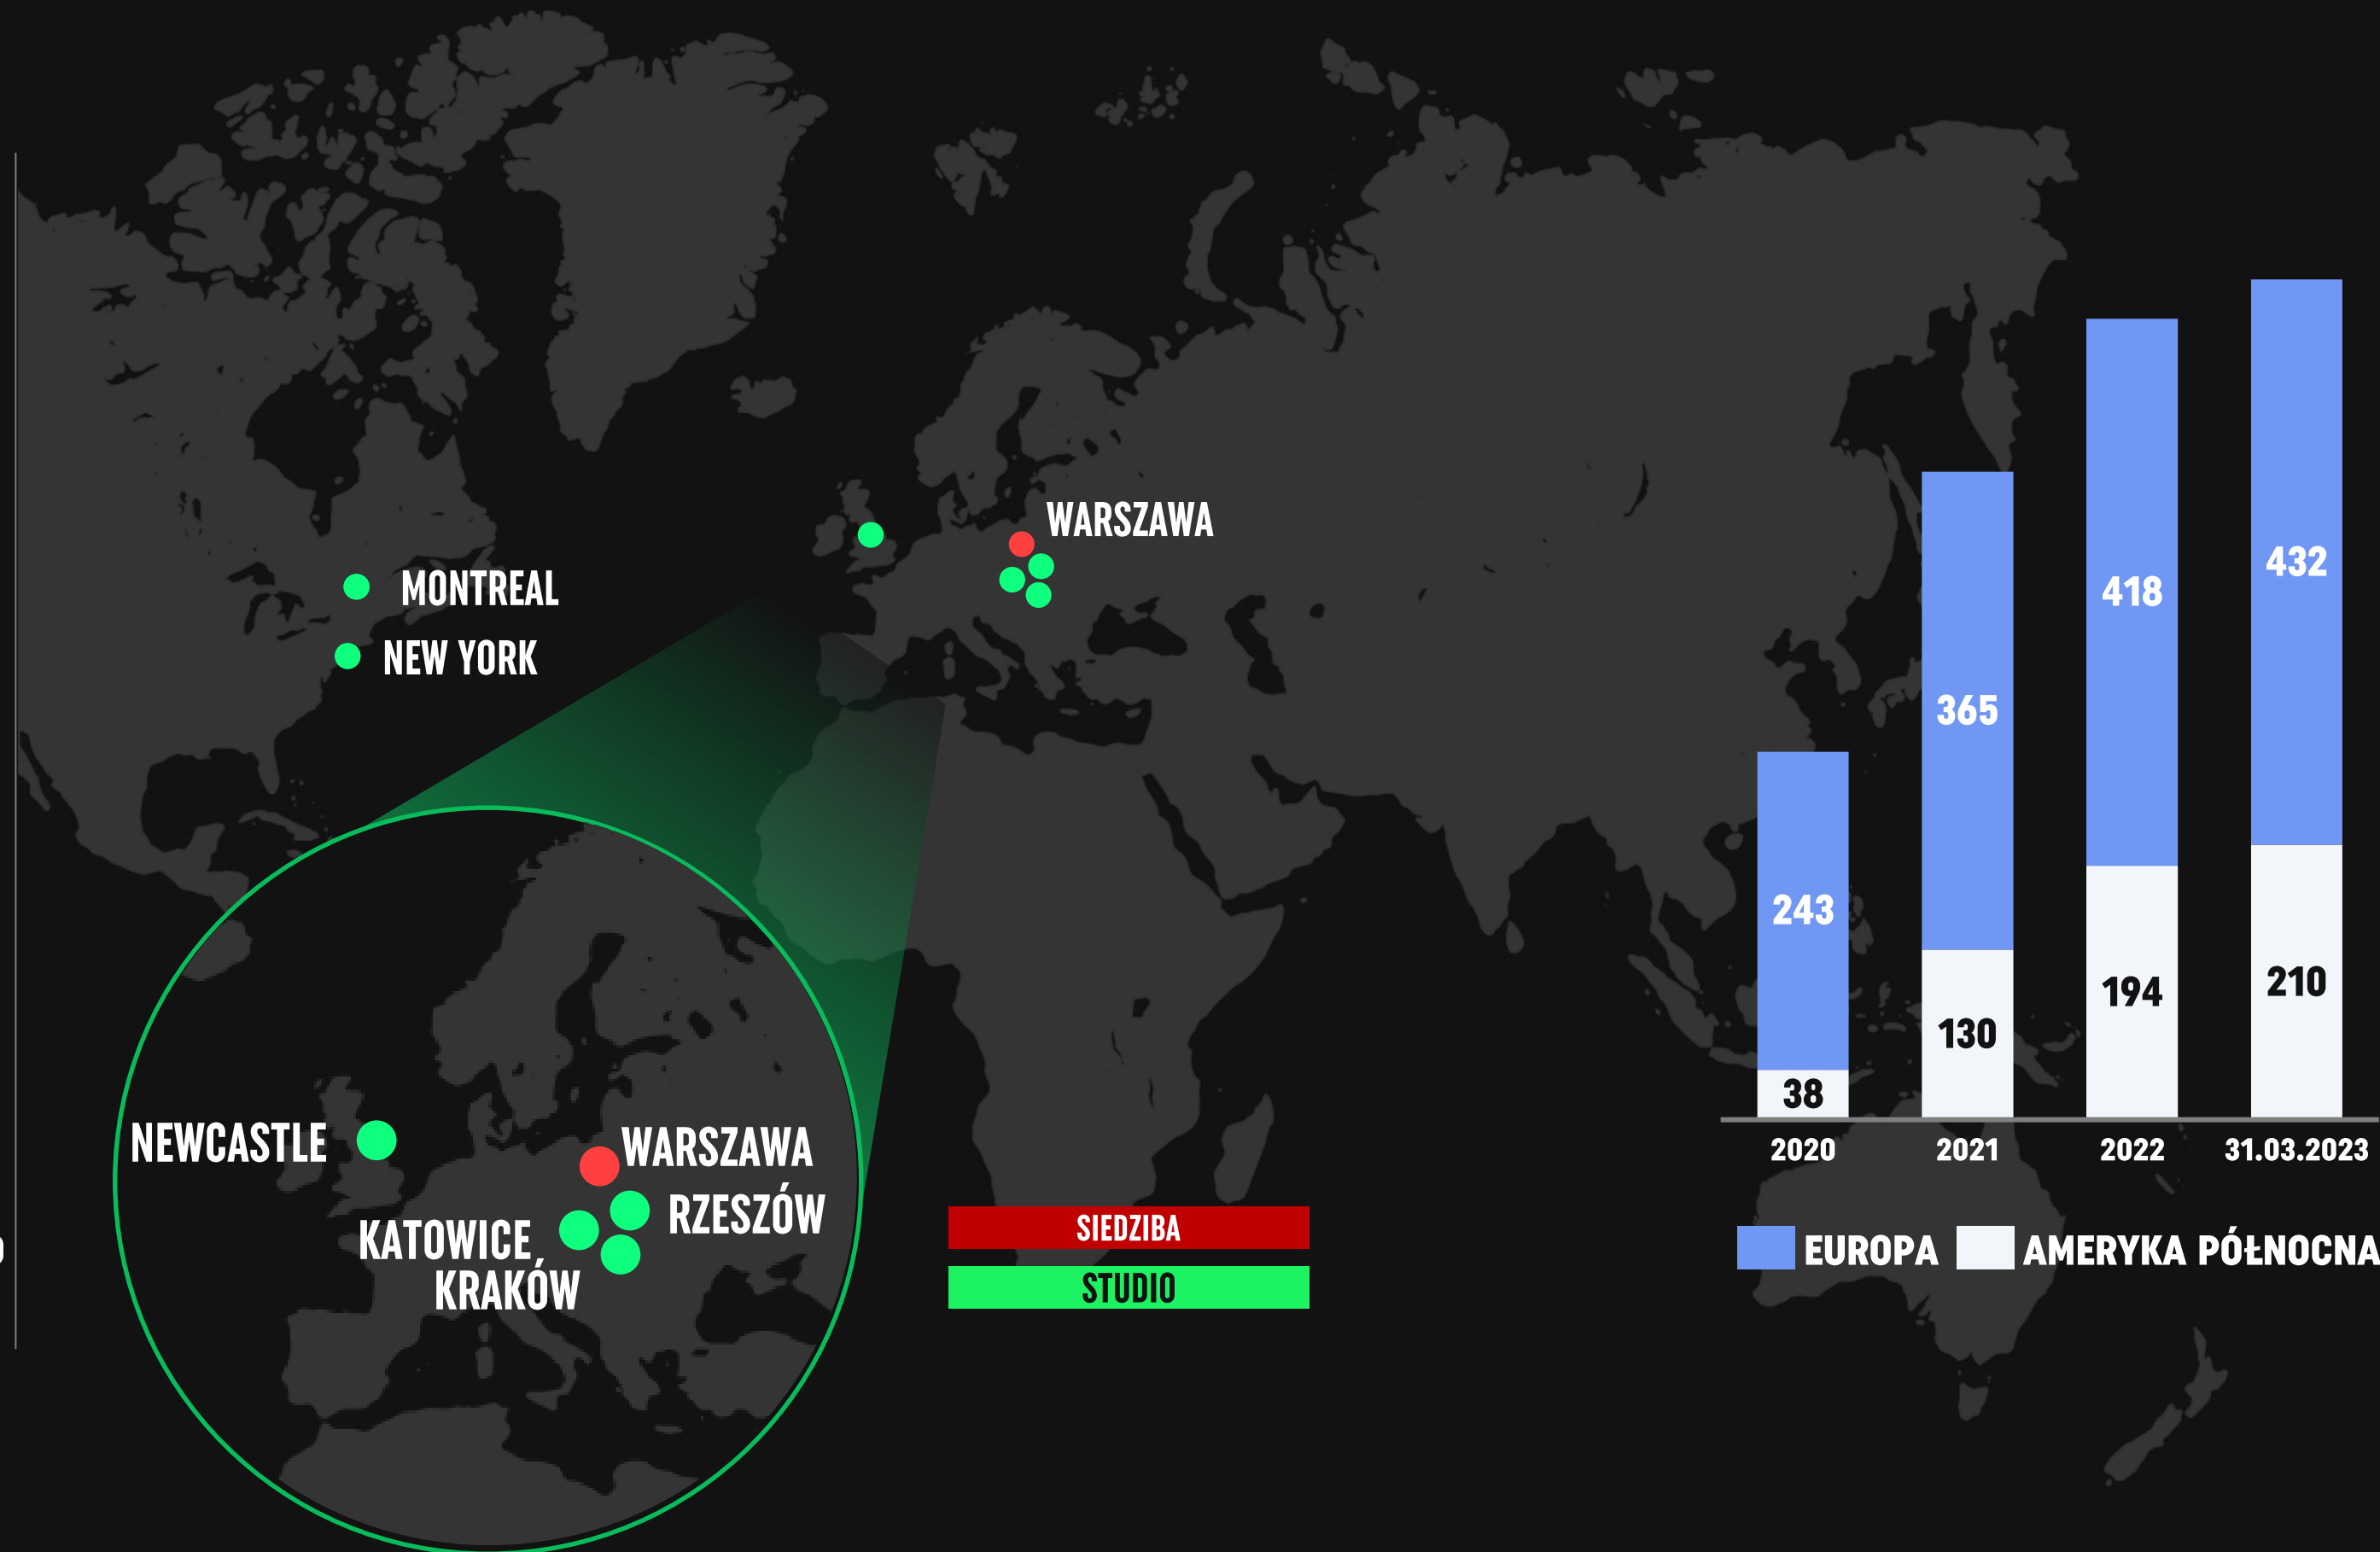 WARSZAWA
MONTREAL
NEW YORK
NEWCASTLE
WARSZAWA
RZESZÓW
KATOWICE
KRAKÓW
SIEDZIBA
STUDIO
432
418
365
243
210
194
130
38
2020 2021 2022 31.03.2023
EUROPA AMERYKA PÓŁNOCNA